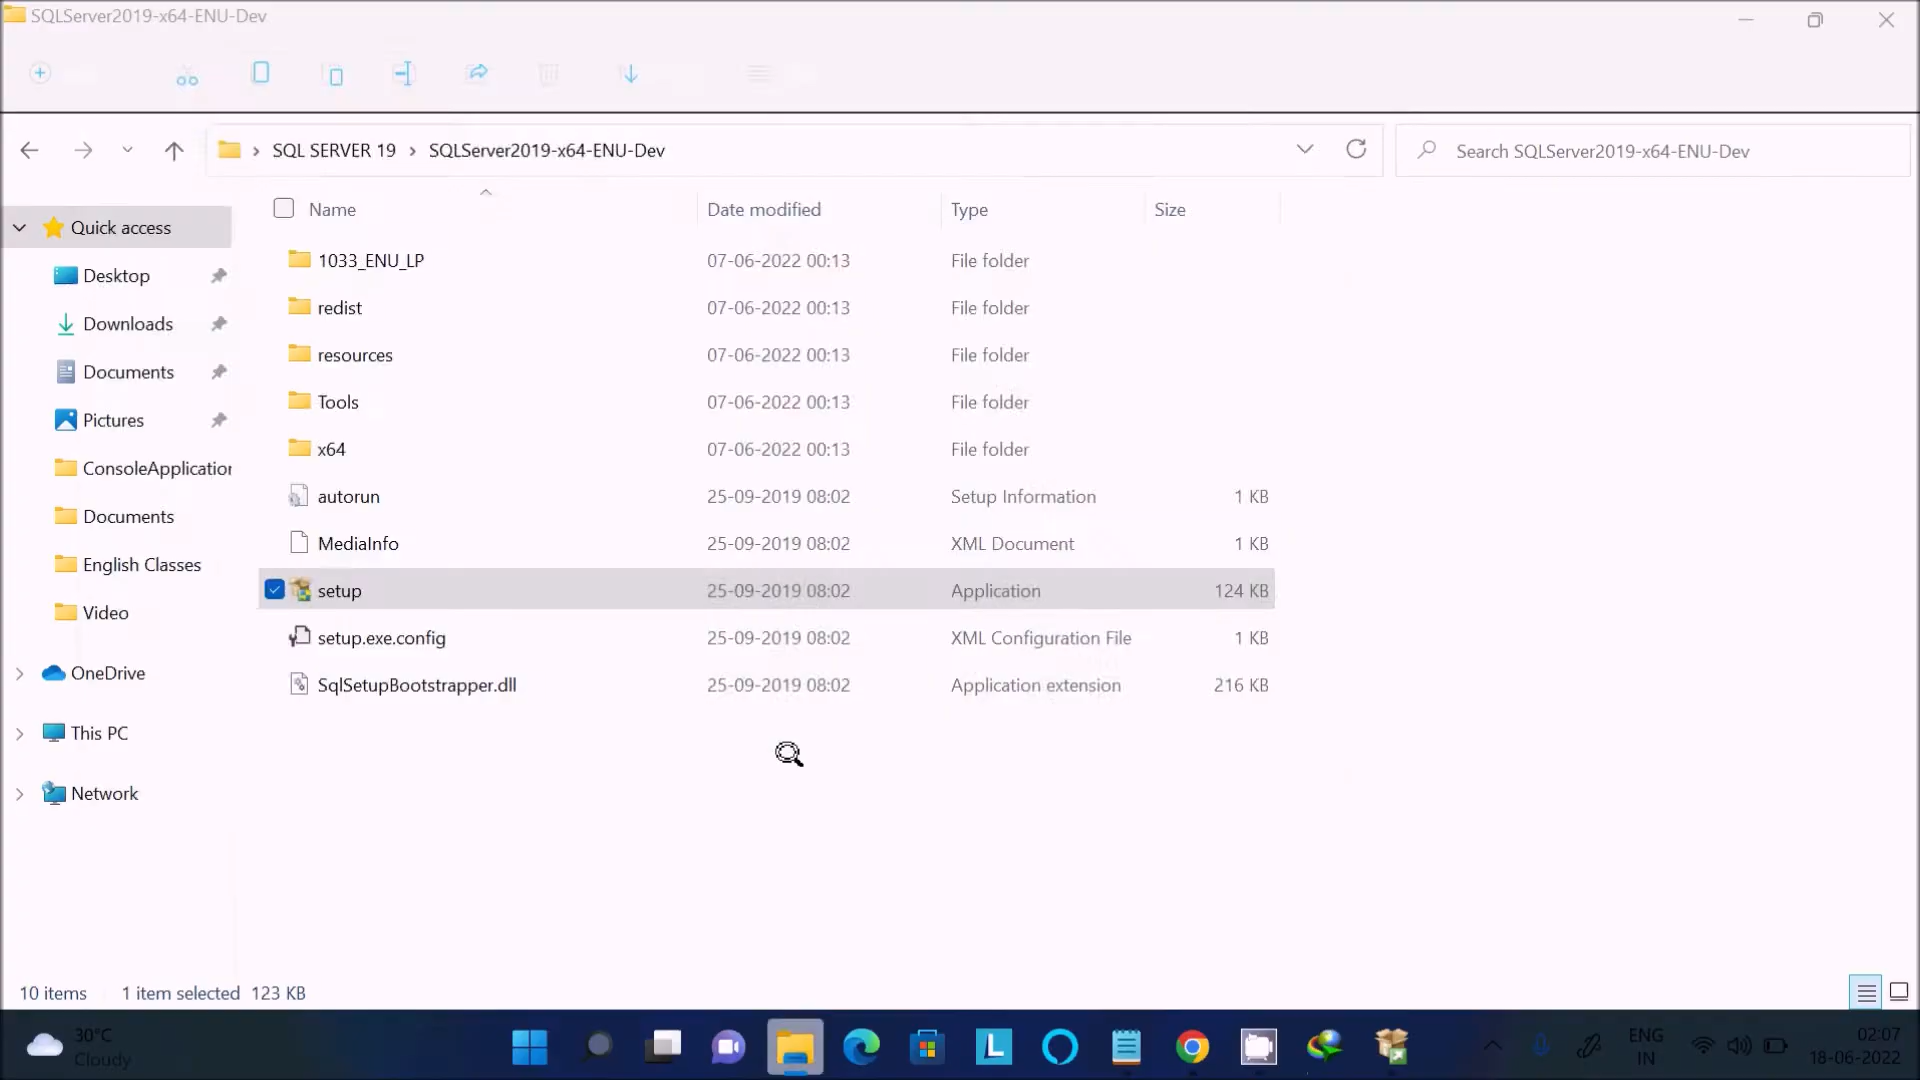 SQLServer2019-x64-ENU-Dev
SQL SERVER 19 > SQLServer2019-x64-ENU-Dev
Search SQLServer2019-x64-ENU-Dev
Name Date modified Type Size
Quick access
Desktop
Downloads
Documents
Pictures
ConsoleApplication
Documents
English Classes
Video
OneDrive
This PC
Network
1033_ENU_LP 07-06-2022 00:13 File folder
redist 07-06-2022 00:13 File folder
resources 07-06-2022 00:13 File folder
Tools 07-06-2022 00:13 File folder
x64 07-06-2022 00:13 File folder
autorun 25-09-2019 08:02 Setup Information 1 KB
MediaInfo 25-09-2019 08:02 XML Document 1 KB
setup 25-09-2019 08:02 Application 124 KB
setup.exe.config 25-09-2019 08:02 XML Configuration File 1 KB
SqlSetupBootstrapper.dll 25-09-2019 08:02 Application extension 216 KB
10 items 1 item selected 123 KB
30°C
Cloudy
L
ENG
IN
02:07
18-06-2022